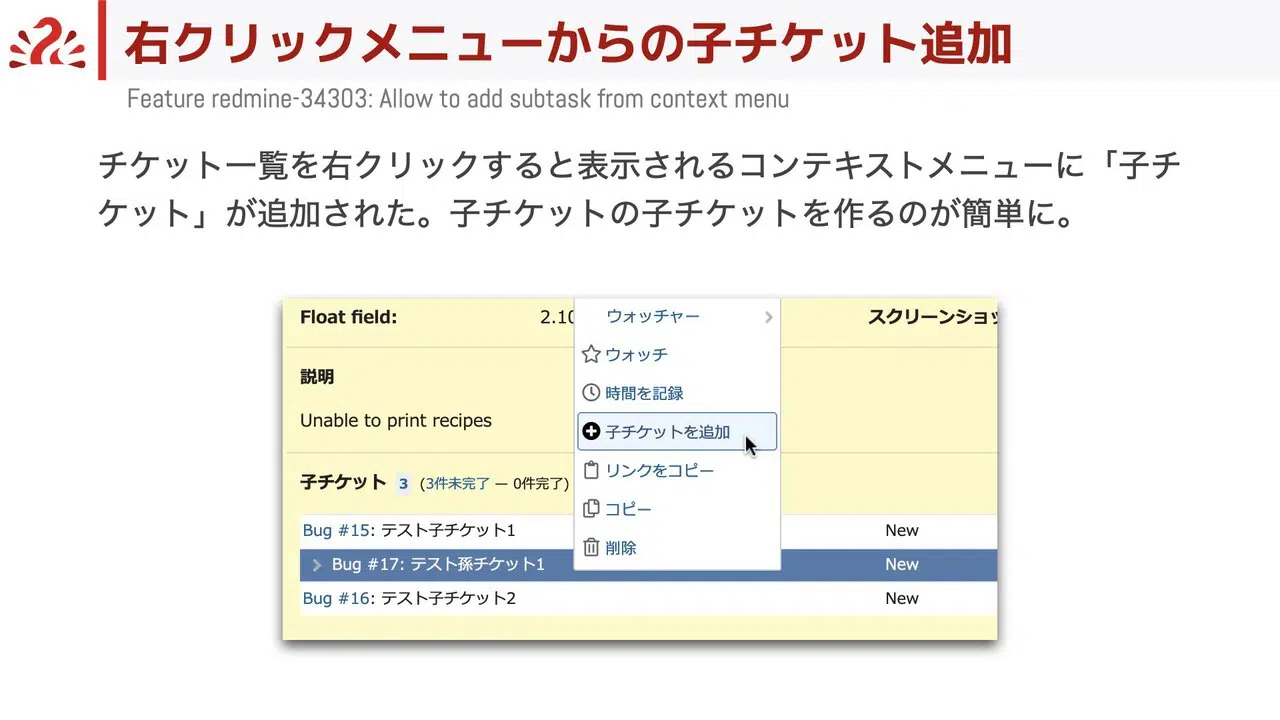 右クリックメニューからの子チケット追加
Feature redmine-34303: Allow to add subtask from context menu
チケット一覧を右クリックすると表示されるコンテキストメニューに「子チ
ケット」が追加された。子チケットの子チケットを作るのが簡単に。
Float field: 2.10 スクリーンショッ
説明
Unable to print recipes
子チケット 3 (3件未完了 — 0件完了)
Bug #15: テスト子チケット1 New
Bug #17: テスト孫チケット1 New
Bug #16: テスト子チケット2 New
ウォッチャー
ウォッチ
時間を記録
子チケットを追加
リンクをコピー
コピー
削除